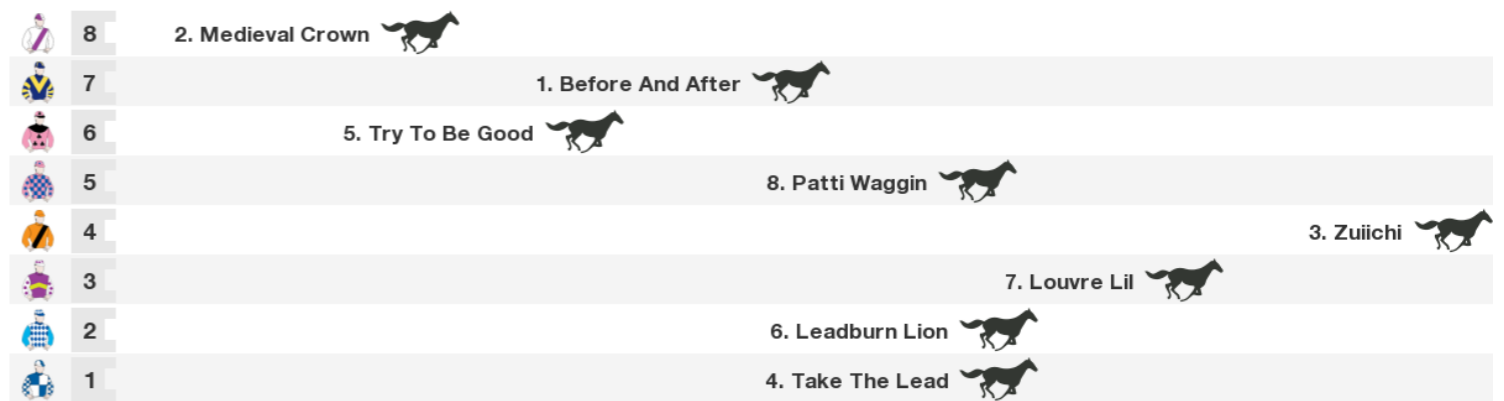 8 2. Medieval Crown
7 1. Before And After
6 5. Try To Be Good
5 8. Patti Waggin
4 3. Zuiichi
3 7. Louvre Lil
2 6. Leadburn Lion
1 4. Take The Lead